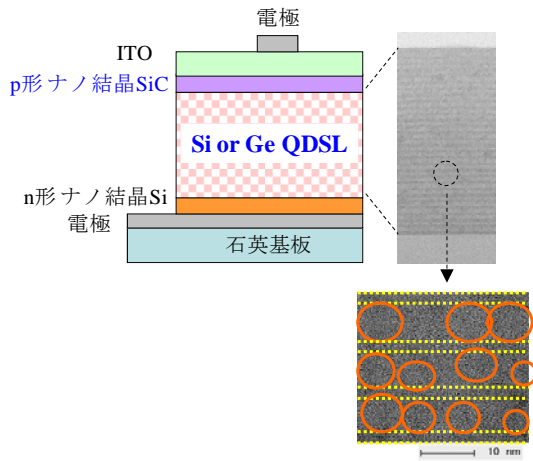 電極
ITO
p形ナノ結晶SiC
Si or Ge QDSL
n形ナノ結晶Si
電極
石英基板
10 nm